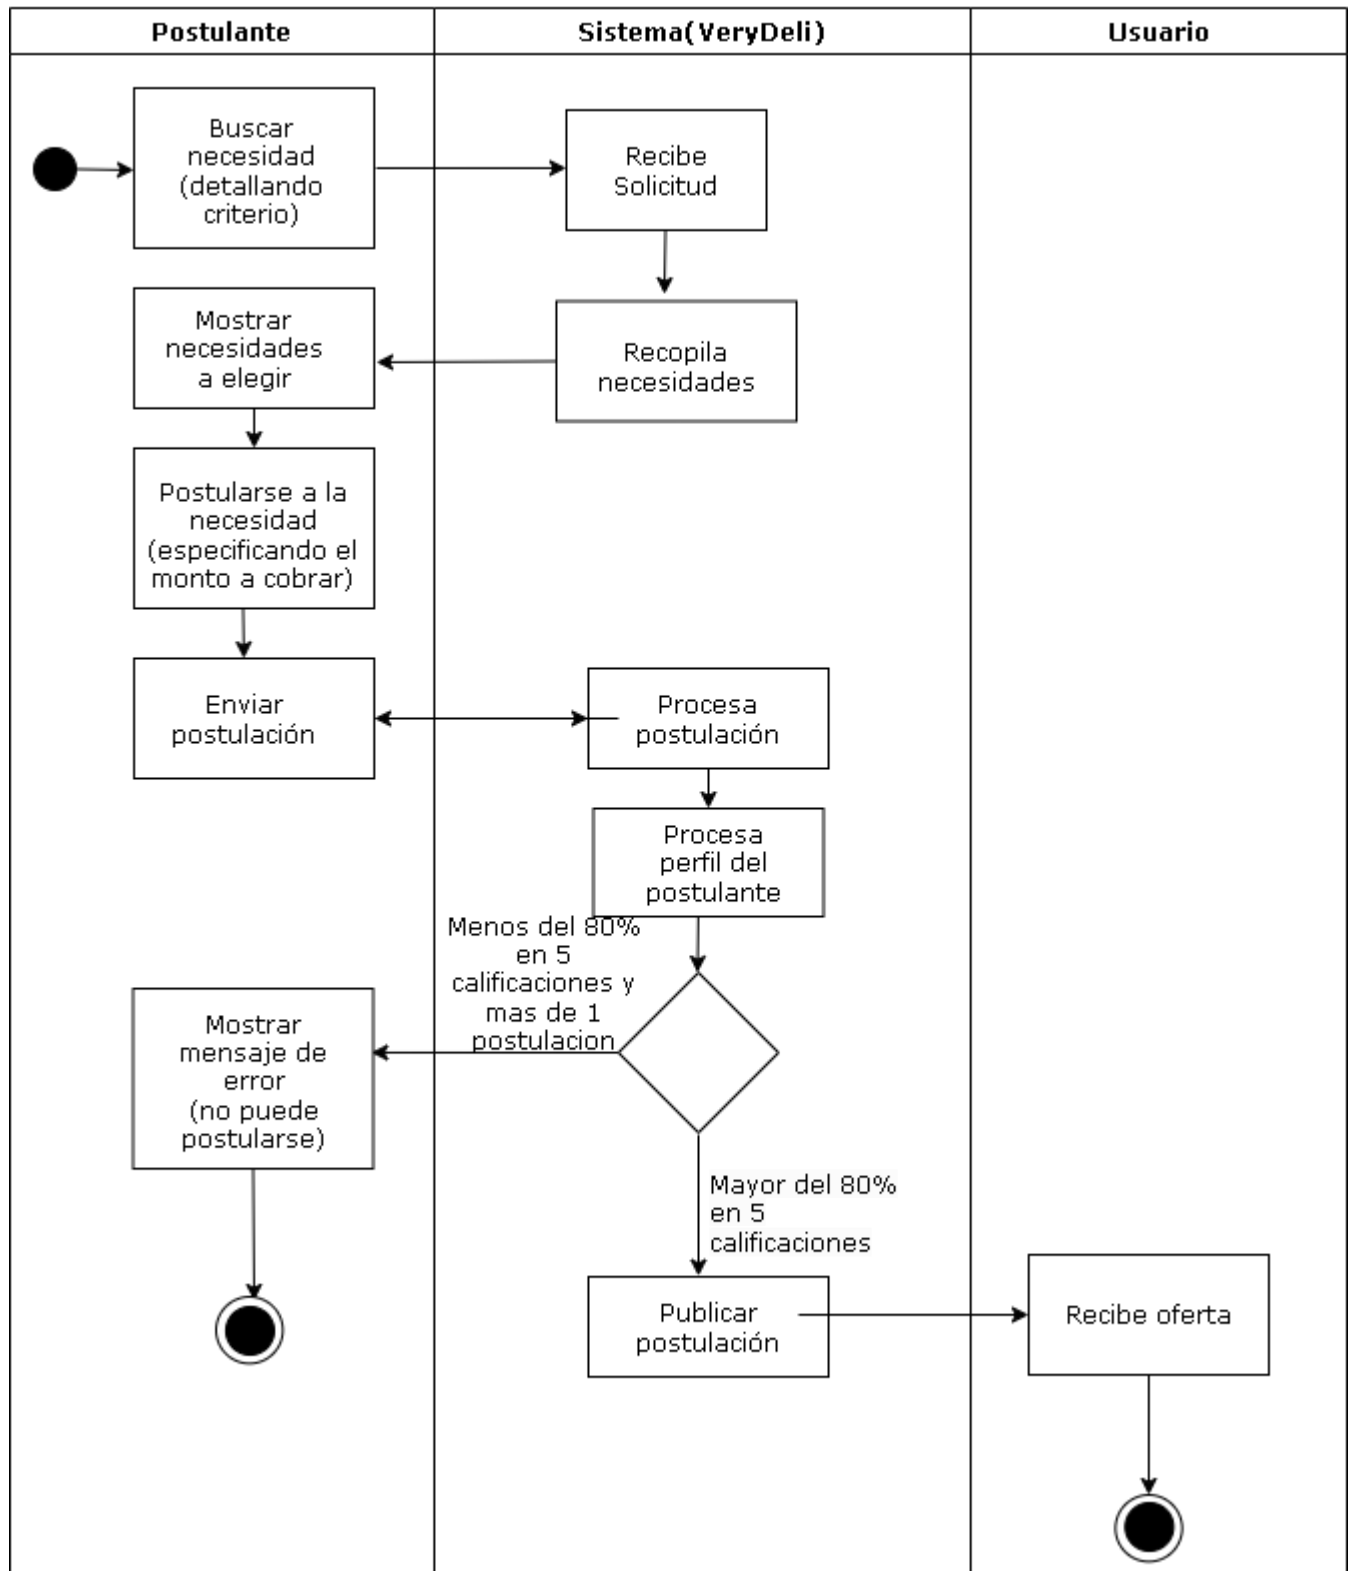 Postulante
Sistema(VeryDeli)
Usuario
Buscar
necesidad
(detallando
criterio)
Recibe
Solicitud
Mostrar
necesidades
a elegir
Recopila
necesidades
Postularse a la
necesidad
(especificando el
monto a cobrar)
Enviar
postulación
Procesa
postulación
Procesa
perfil del
postulante
Menos del 80%
en 5
calificaciones y
mas de 1
postulacion
Mostrar
mensaje de
error
(no puede
postularse)
Mayor del 80%
en 5
calificaciones
Publicar
postulación
Recibe oferta